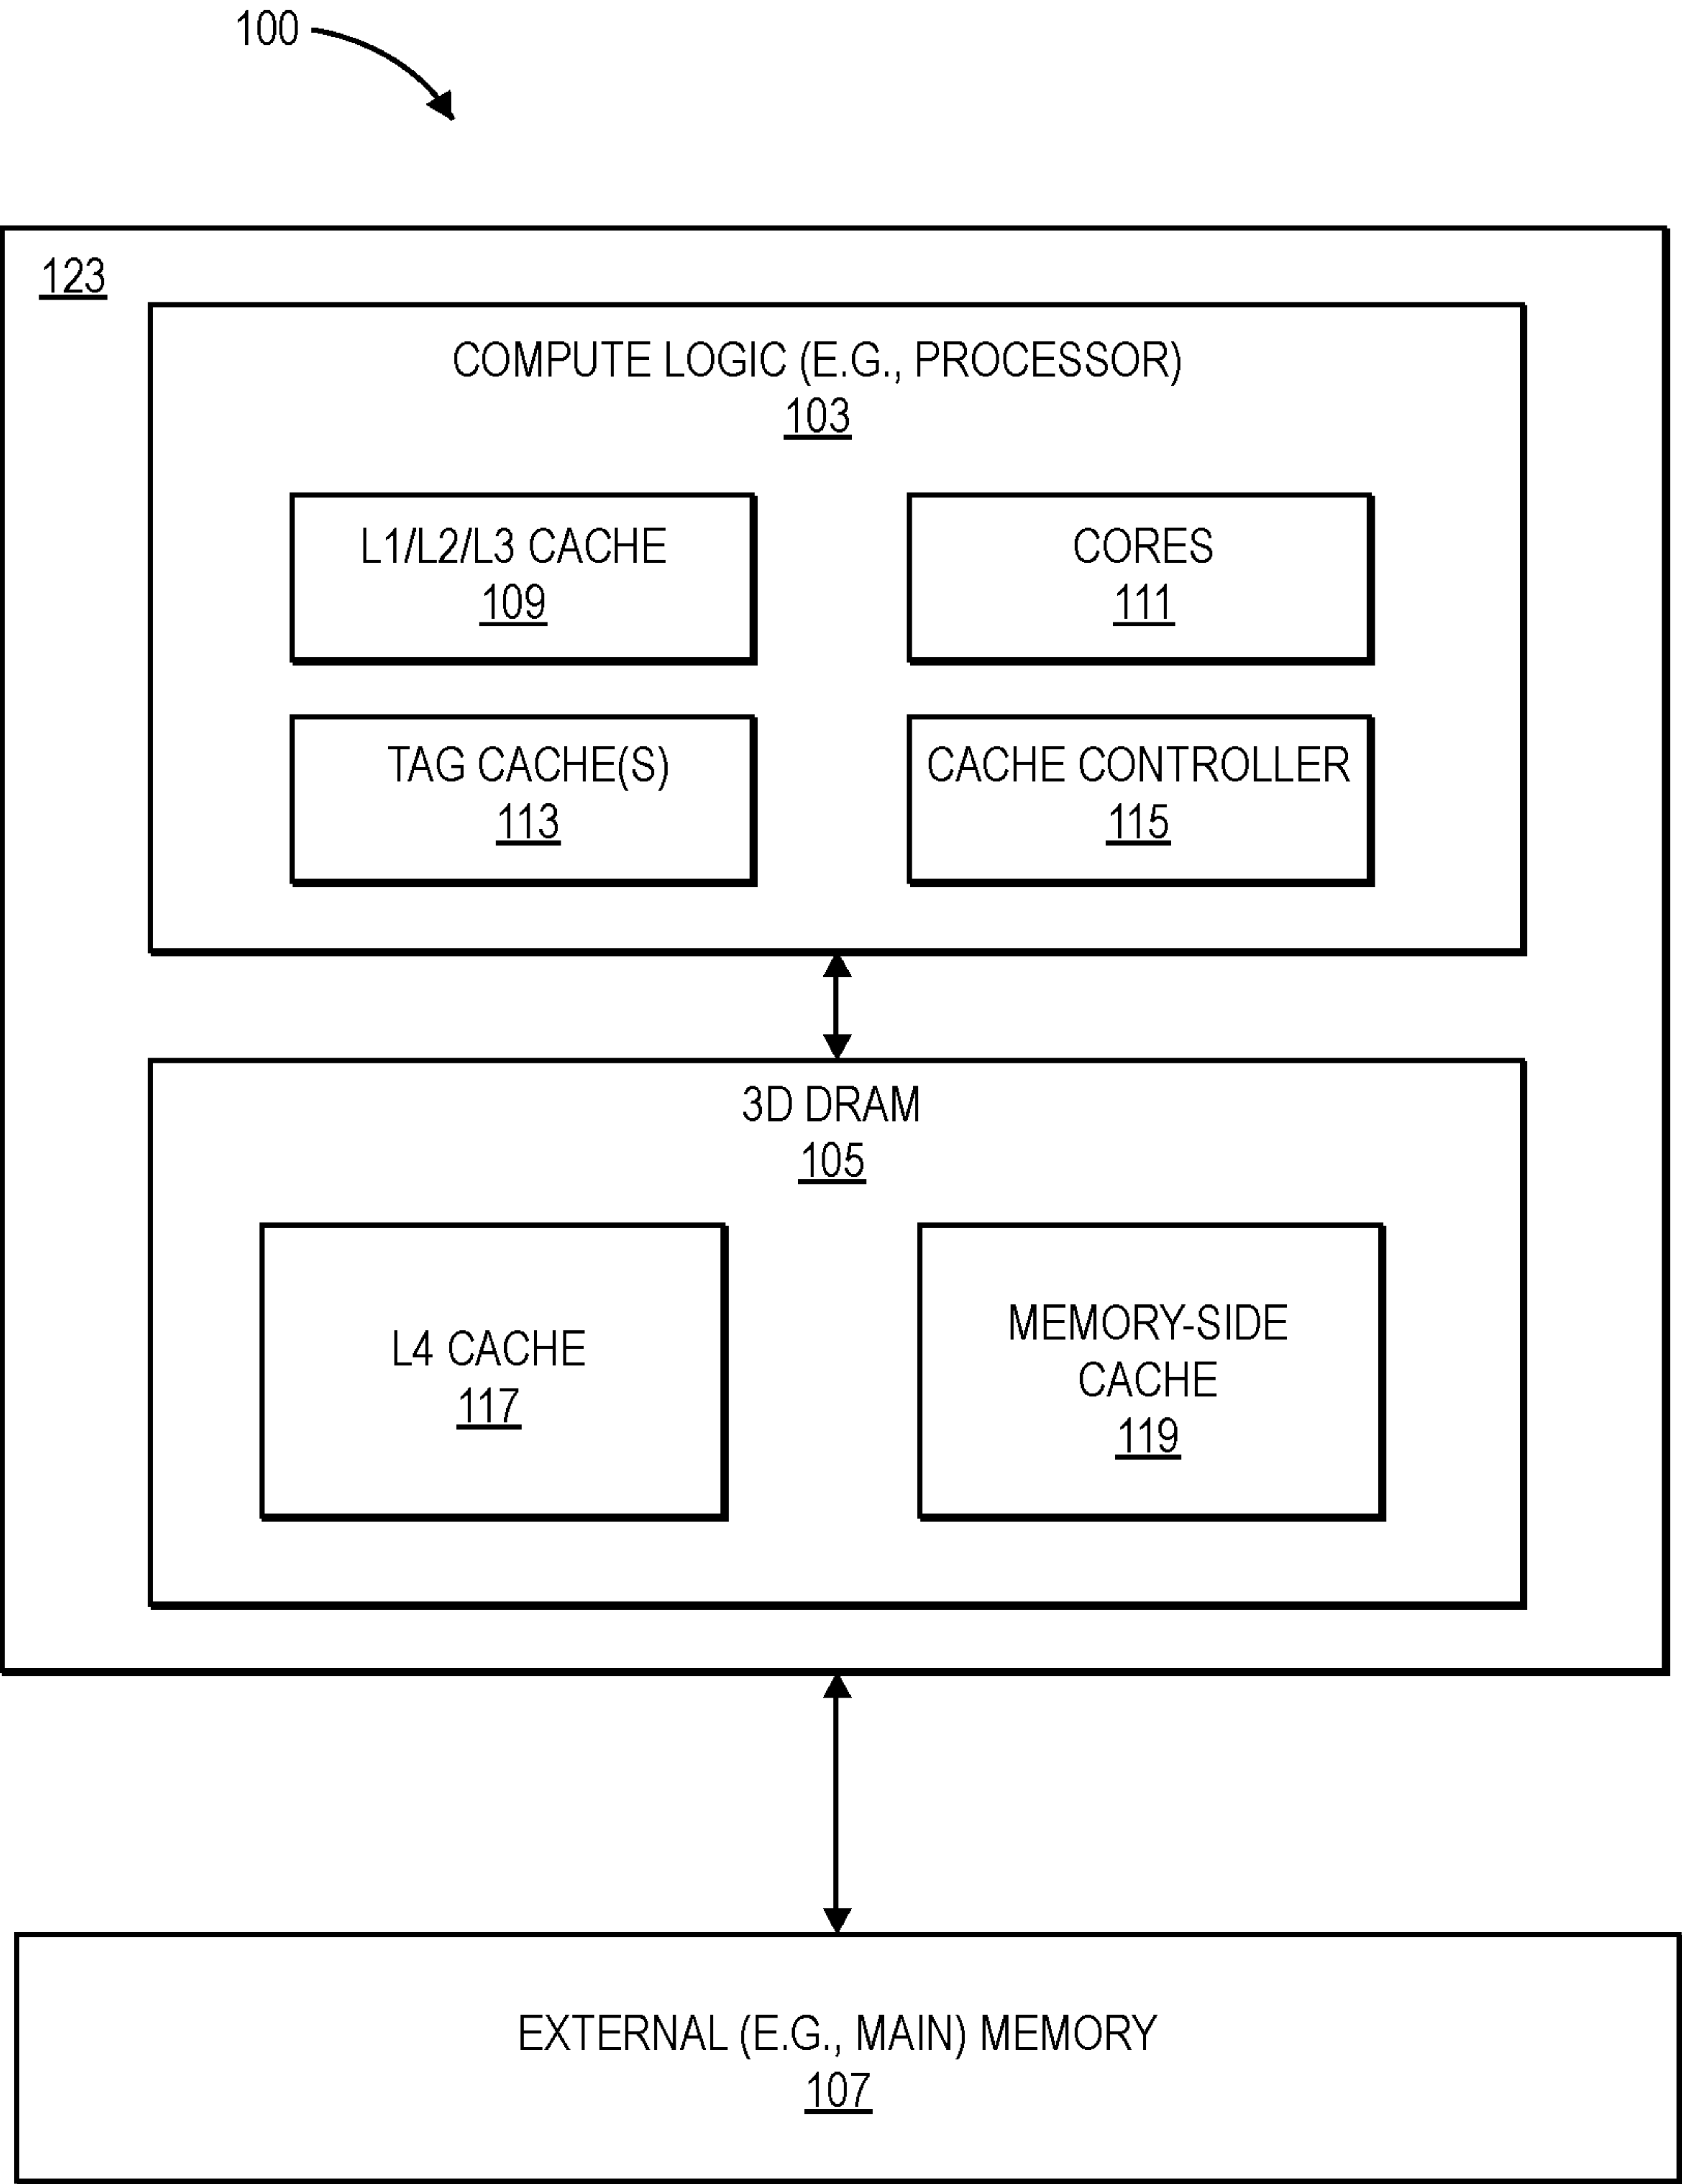 100
123
COMPUTE LOGIC (E.G., PROCESSOR)
103
L1/L2/L3 CACHE
109
CORES
111
TAG CACHE(S)
113
CACHE CONTROLLER
115
3D DRAM
105
L4 CACHE
117
MEMORY-SIDE
CACHE
119
EXTERNAL (E.G., MAIN) MEMORY
107